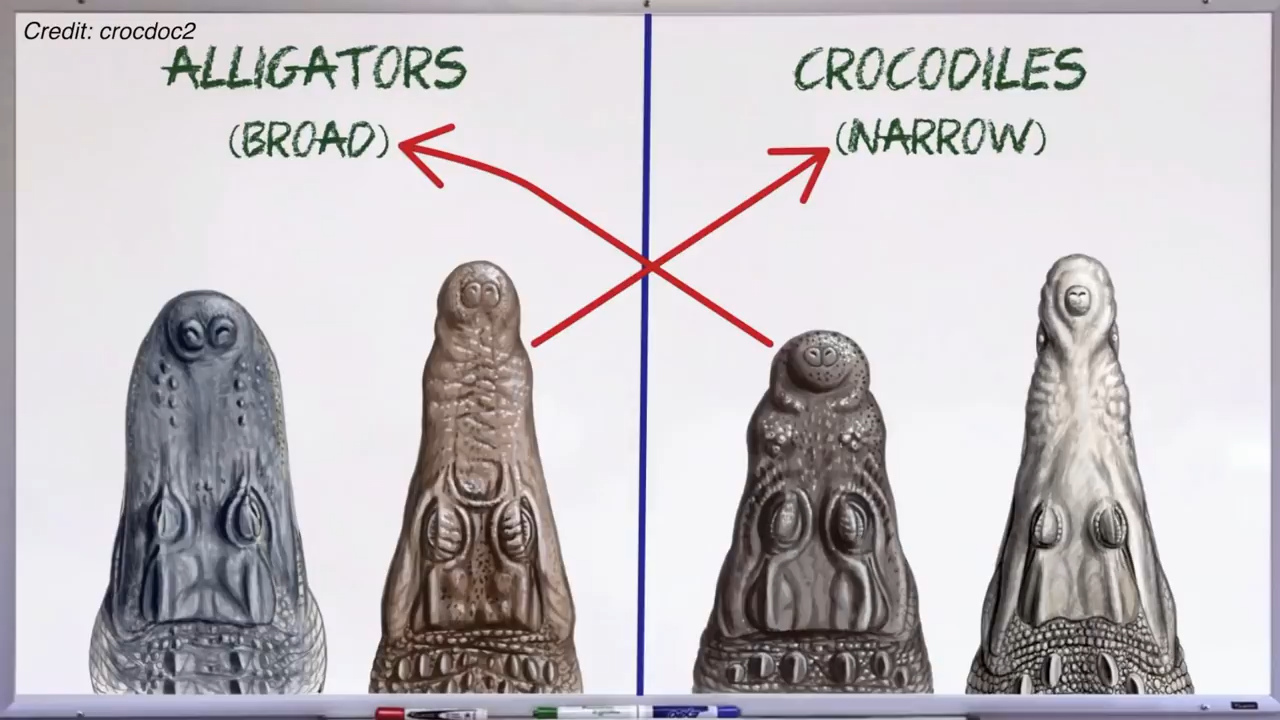 Credit: crocdoc2
ALLIGATORS
(BROAD)
CROCODILES
(NARROW)